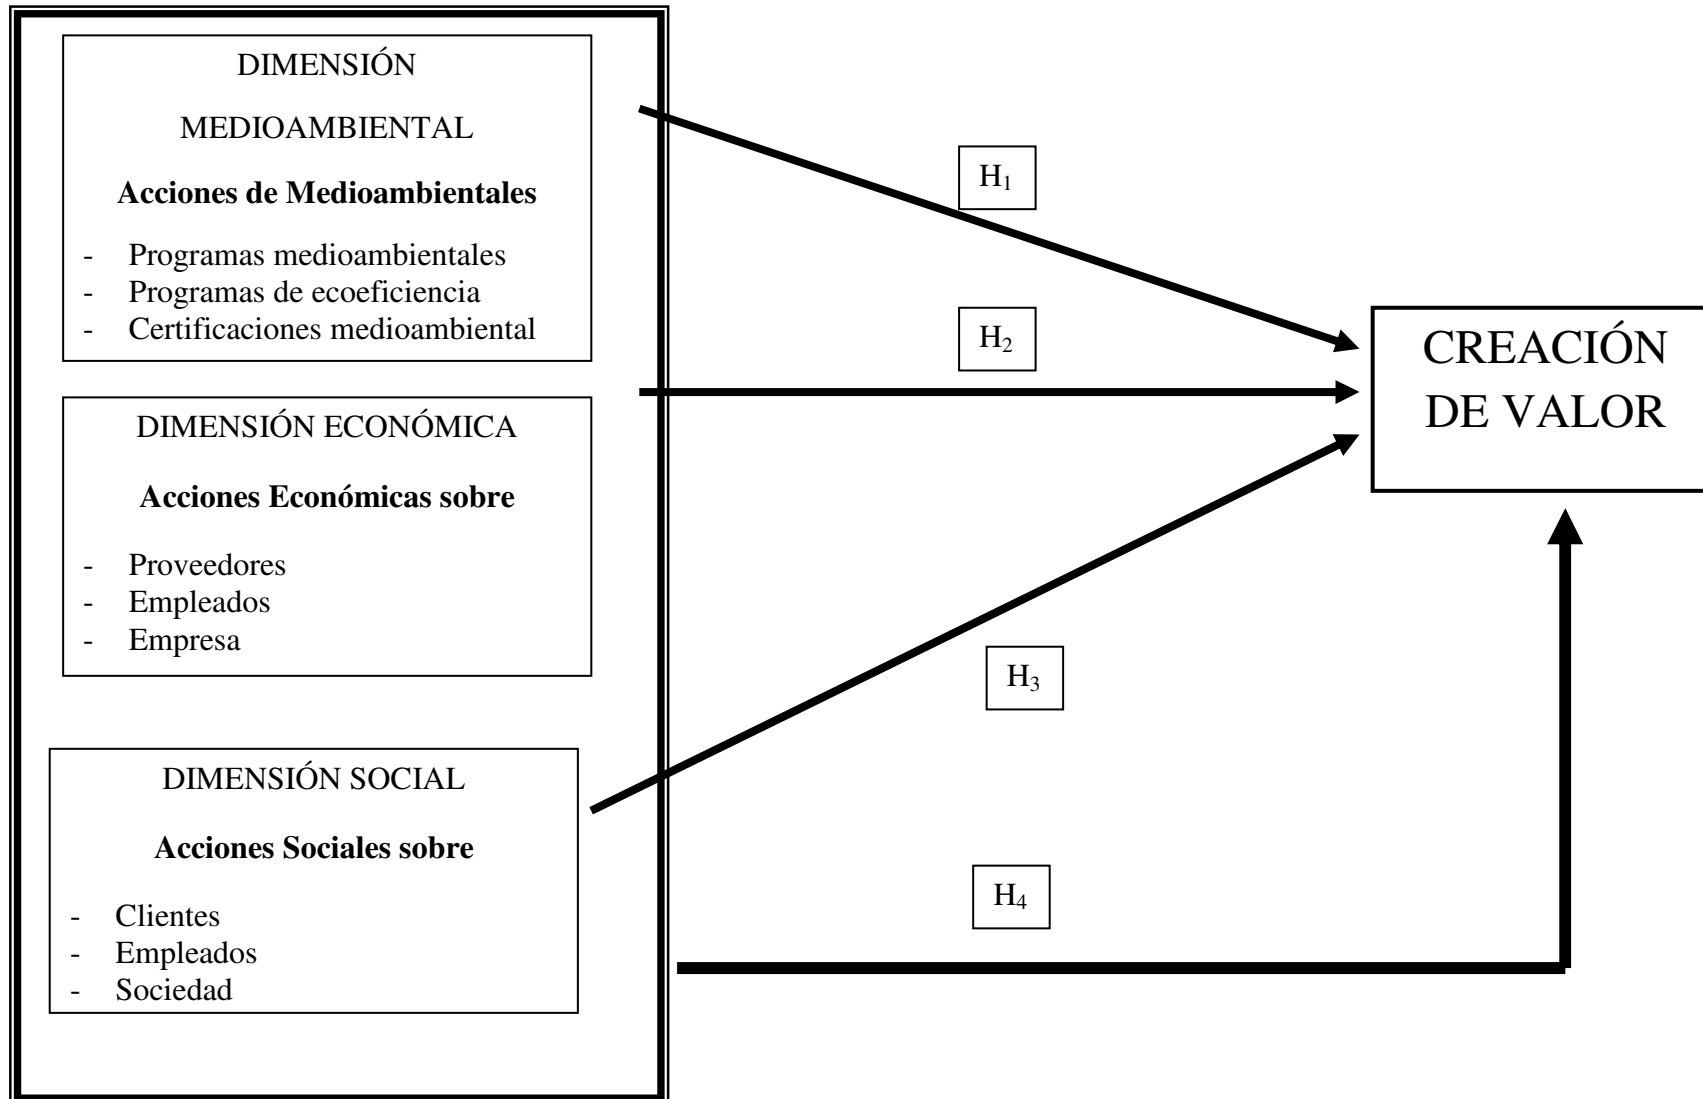 DIMENSIÓN
MEDIOAMBIENTAL
Acciones de Medioambientales
- Programas medioambientales
- Programas de ecoeficiencia
- Certificaciones medioambiental
DIMENSIÓN ECONÓMICA
Acciones Económicas sobre
- Proveedores
- Empleados
- Empresa
DIMENSIÓN SOCIAL
Acciones Sociales sobre
- Clientes
- Empleados
- Sociedad
H₁
H₂
H₃
H₄
CREACIÓN
DE VALOR